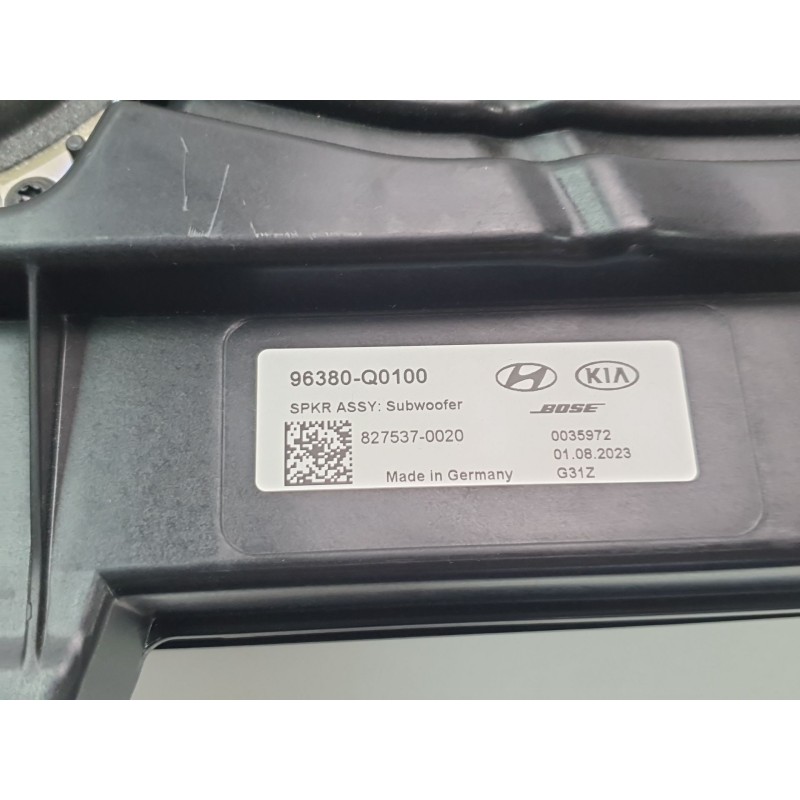 96380-Q0100
KIA
SPKR ASSY: Subwoofer
BOSE
827537-0020
0035972
01.08.2023
Made in Germany
G31Z